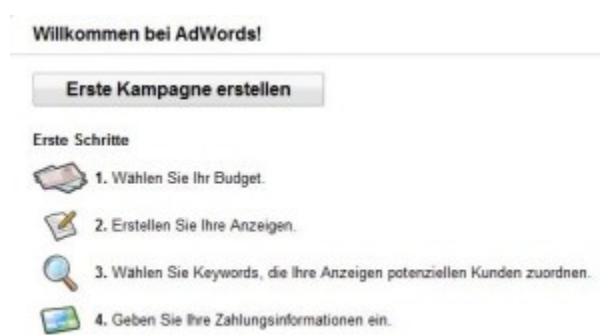 Willkommen bei AdWords!
Erste Kampagne erstellen
Erste Schritte
1. Wählen Sie Ihr Budget.
2. Erstellen Sie Ihre Anzeigen.
3. Wählen Sie Keywords, die Ihre Anzeigen potenziellen Kunden zuordnen.
4. Geben Sie Ihre Zahlungsinformationen ein.